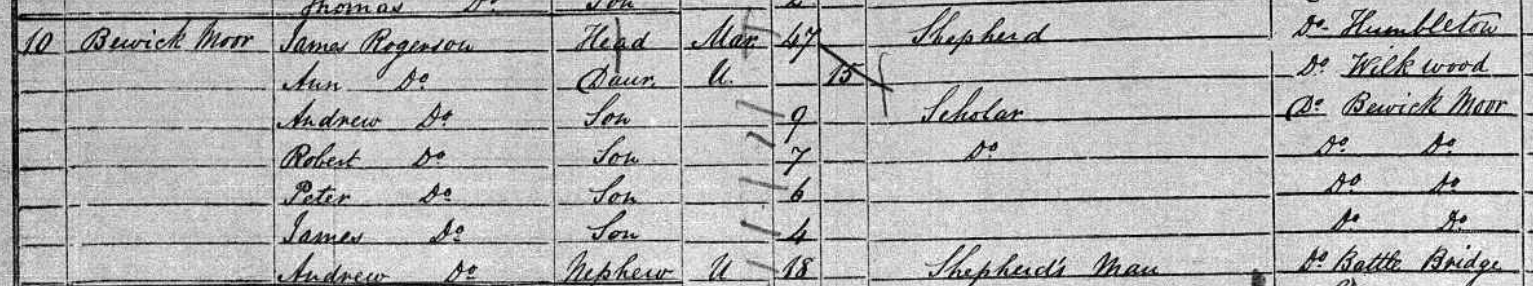 Thomas Do Son 2
10 Bewick Moor James Rogerson Head Mar 47 Shepherd Do Humbleton
Ann Do Daur. U. 15 Do Wilkwood
Andrew Do Son 9 Scholar Do Bewick Moor
Robert Do Son 7 Do Do Do
Peter Do Son 6 Do Do
James Do Son 4 Do Do
Andrew Do Nephew U 18 Shepherd's Man Do Battle Bridge